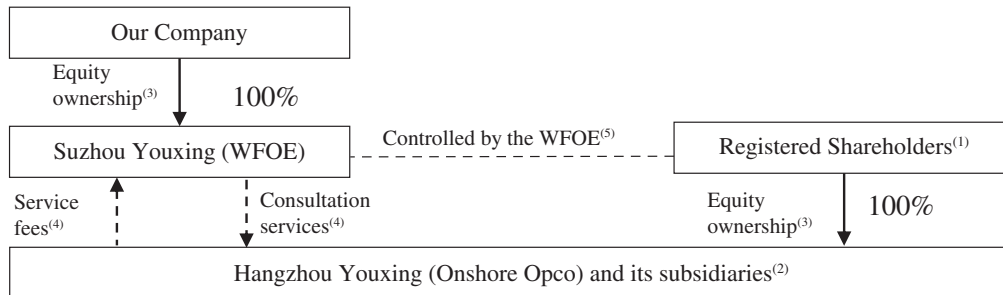 Our Company
Equity
ownership(3)
100%
Suzhou Youxing (WFOE)
Controlled by the WFOE(5)
Registered Shareholders(1)
Service
fees(4)
Consultation
services(4)
Equity
ownership(3)
100%
Hangzhou Youxing (Onshore Opco) and its subsidiaries(2)